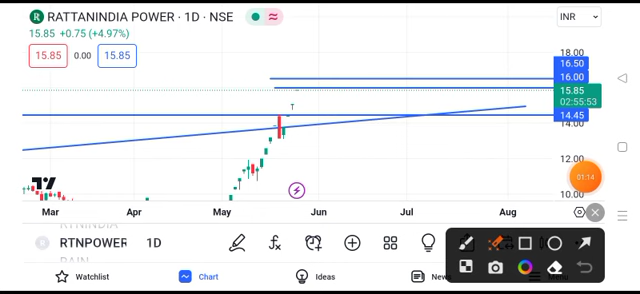 R RATTANINDIA POWER · 1D · NSE
INR
15.85 +0.75 (+4.97%)
15.85 0.00 15.85
18.00
16.50
16.00
15.85
02:55:53
14.45
14.00
12.00
10.00
01:14
Mar Apr May Jun Jul Aug
RTNINDIA
RTNPOWER 1D
Watchlist Chart Ideas News